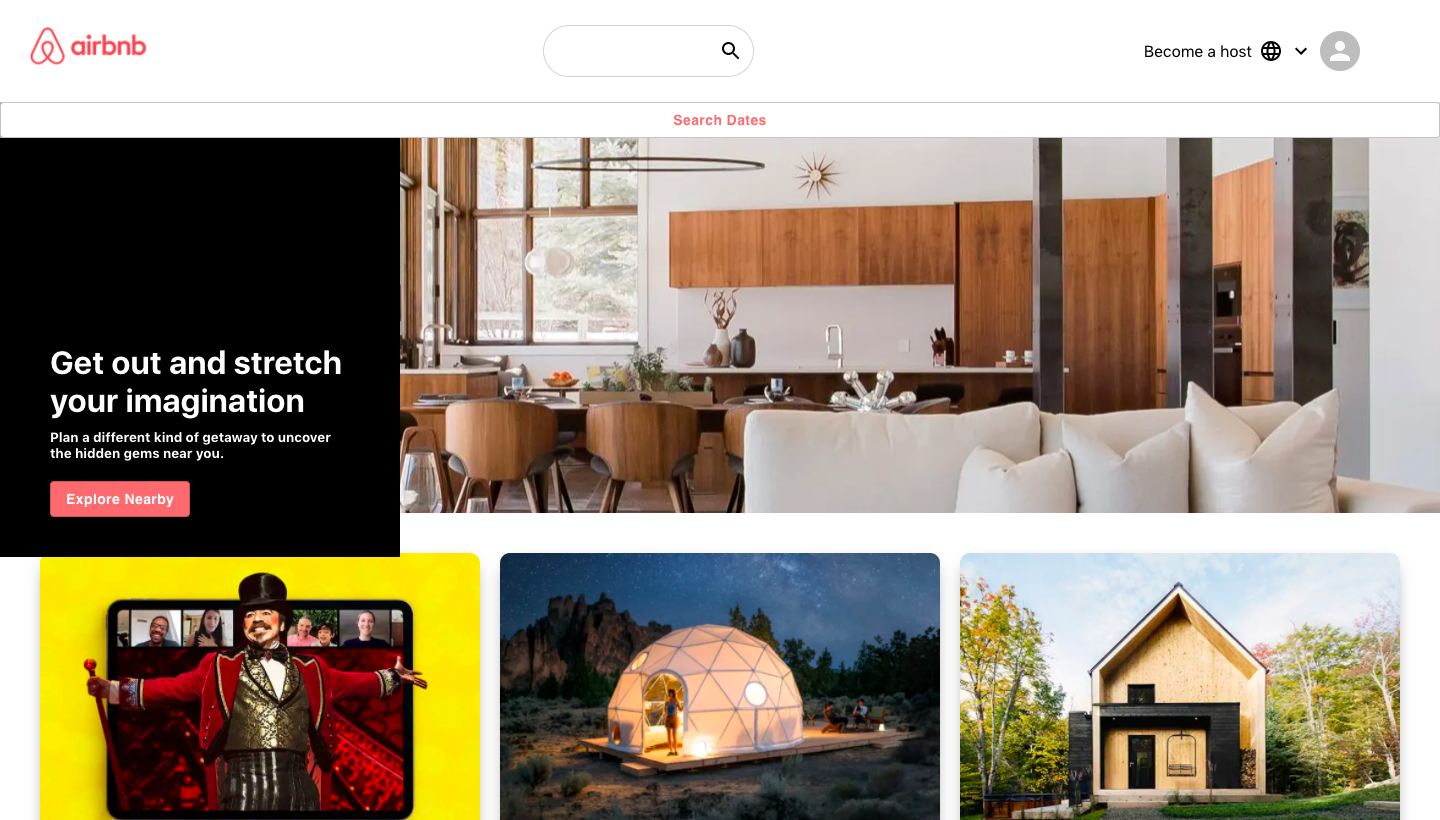 airbnb
Become a host
Search Dates
Get out and stretch
your imagination
Plan a different kind of getaway to uncover
the hidden gems near you.
Explore Nearby